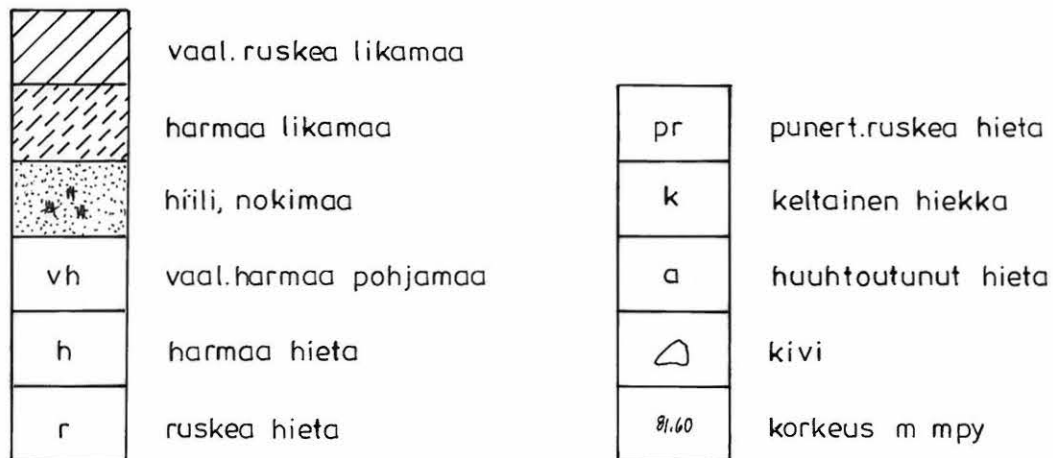 vaal. ruskea likamaa
harmaa likamaa
hiili, nokimaa
vh vaal. harmaa pohjamaa
h harmaa hieta
r ruskea hieta
pr punert. ruskea hieta
k keltainen hiekka
a huuhtoutunut hieta
kivi
81.60 korkeus m mpy